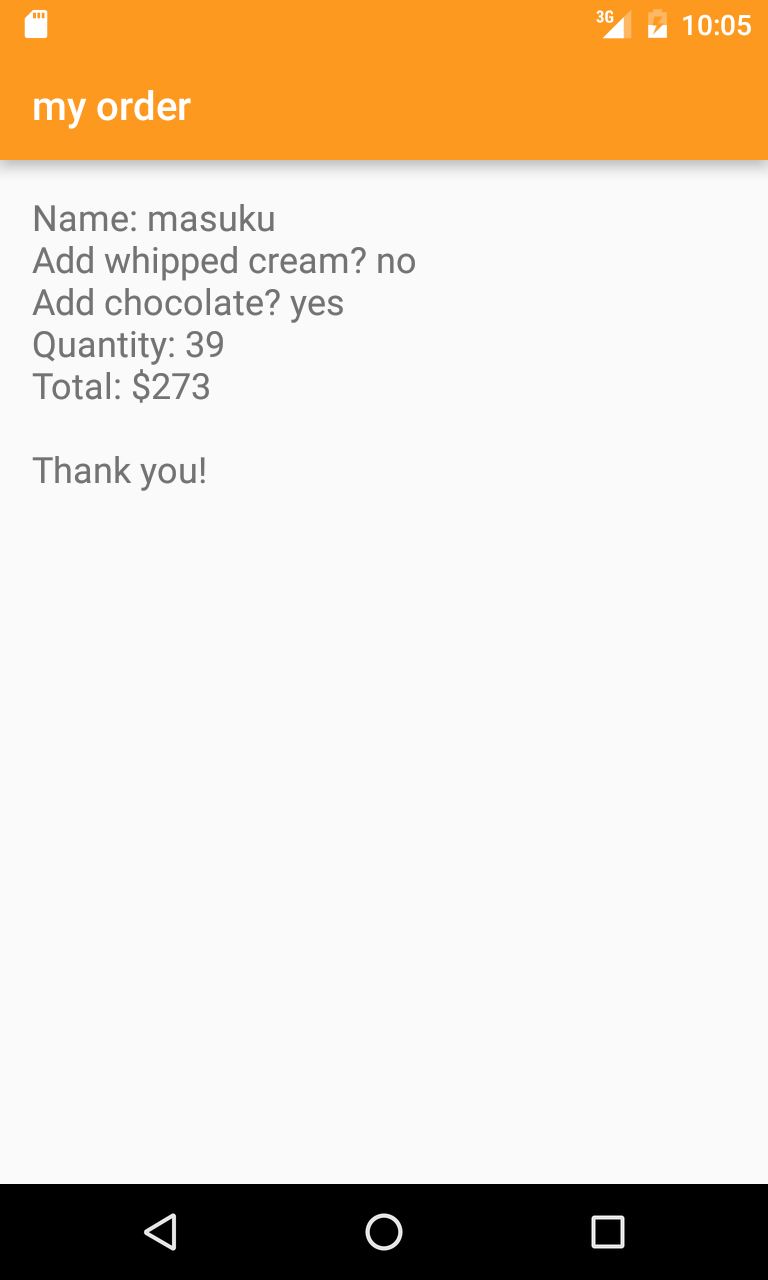 3G 10:05
my order
Name: masuku
Add whipped cream? no
Add chocolate? yes
Quantity: 39
Total: $273
Thank you!